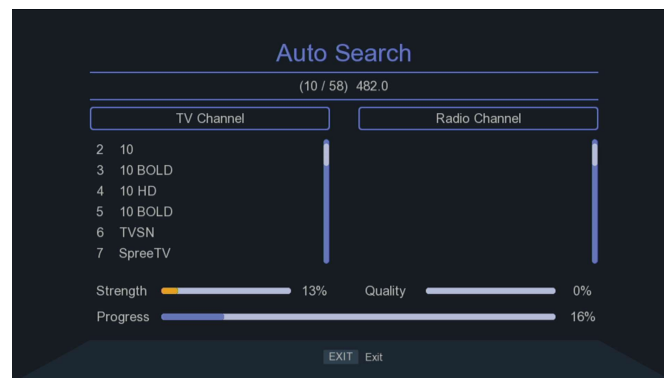 Auto Search
(10 / 58) 482.0
TV Channel Radio Channel
2 10
3 10 BOLD
4 10 HD
5 10 BOLD
6 TVSN
7 SpreeTV
Strength 13% Quality 0%
Progress 16%
EXIT Exit